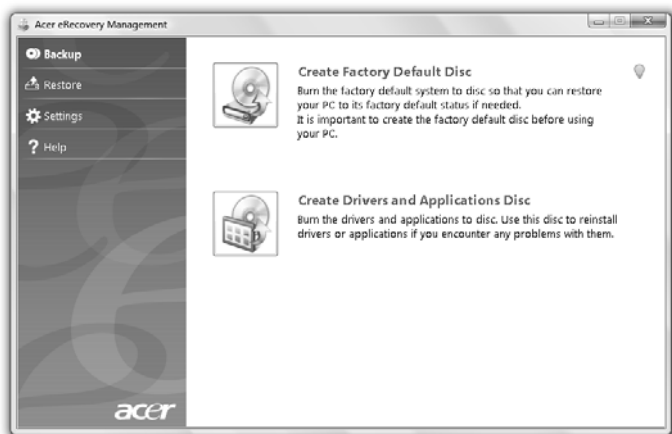 Acer eRecovery Management
Backup
Restore
Settings
? Help
Create Factory Default Disc
Burn the factory default system to disc so that you can restore
your PC to its factory default status if needed.
It is important to create the factory default disc before using
your PC.
Create Drivers and Applications Disc
Burn the drivers and applications to disc. Use this disc to reinstall
drivers or applications if you encounter any problems with them.
acer